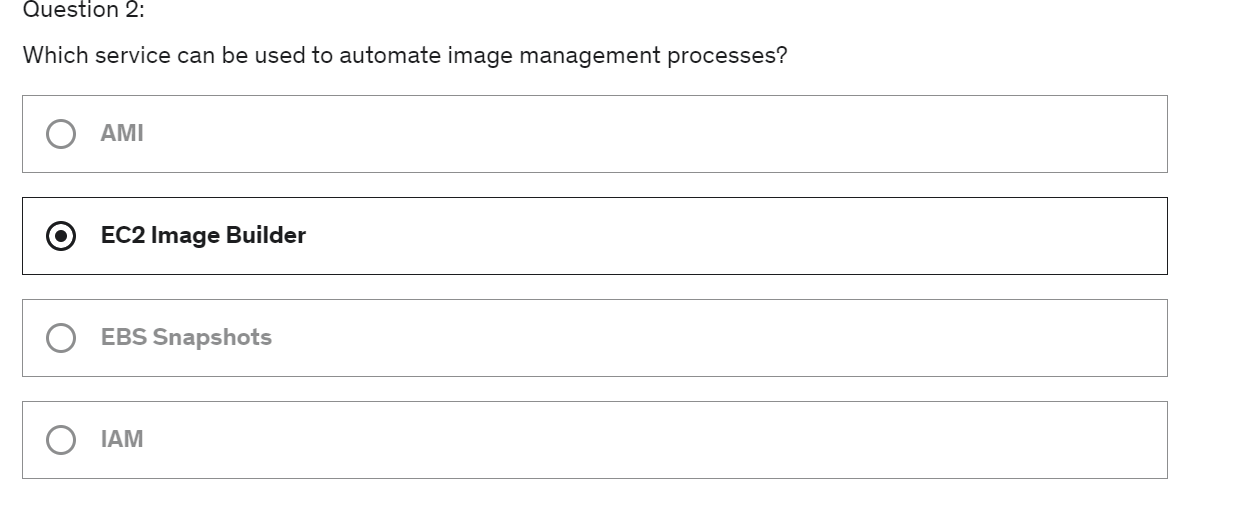 Question 2:
Which service can be used to automate image management processes?
AMI
EC2 Image Builder
EBS Snapshots
IAM